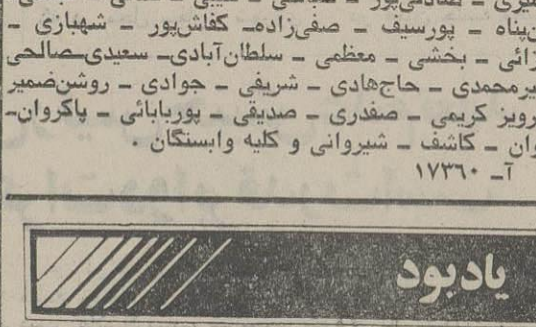 پناه – پورسیف – صفی‌زاده– کفاش‌پور – شهبازی –
زائی – بخشی – معظمی – سلطان‌آبادی– سعیدی‌صالحی
یرمحمدی – حاج‌هادی – شریفی – جوادی – روشن‌ضمیر
رویز کریمی – صفدری – صدیقی – پوربابائی – پاکروان–
وان – کاشف – شیروانی و کلیه وابستگان .
آ– ۱۷۳۶۰
یادبود